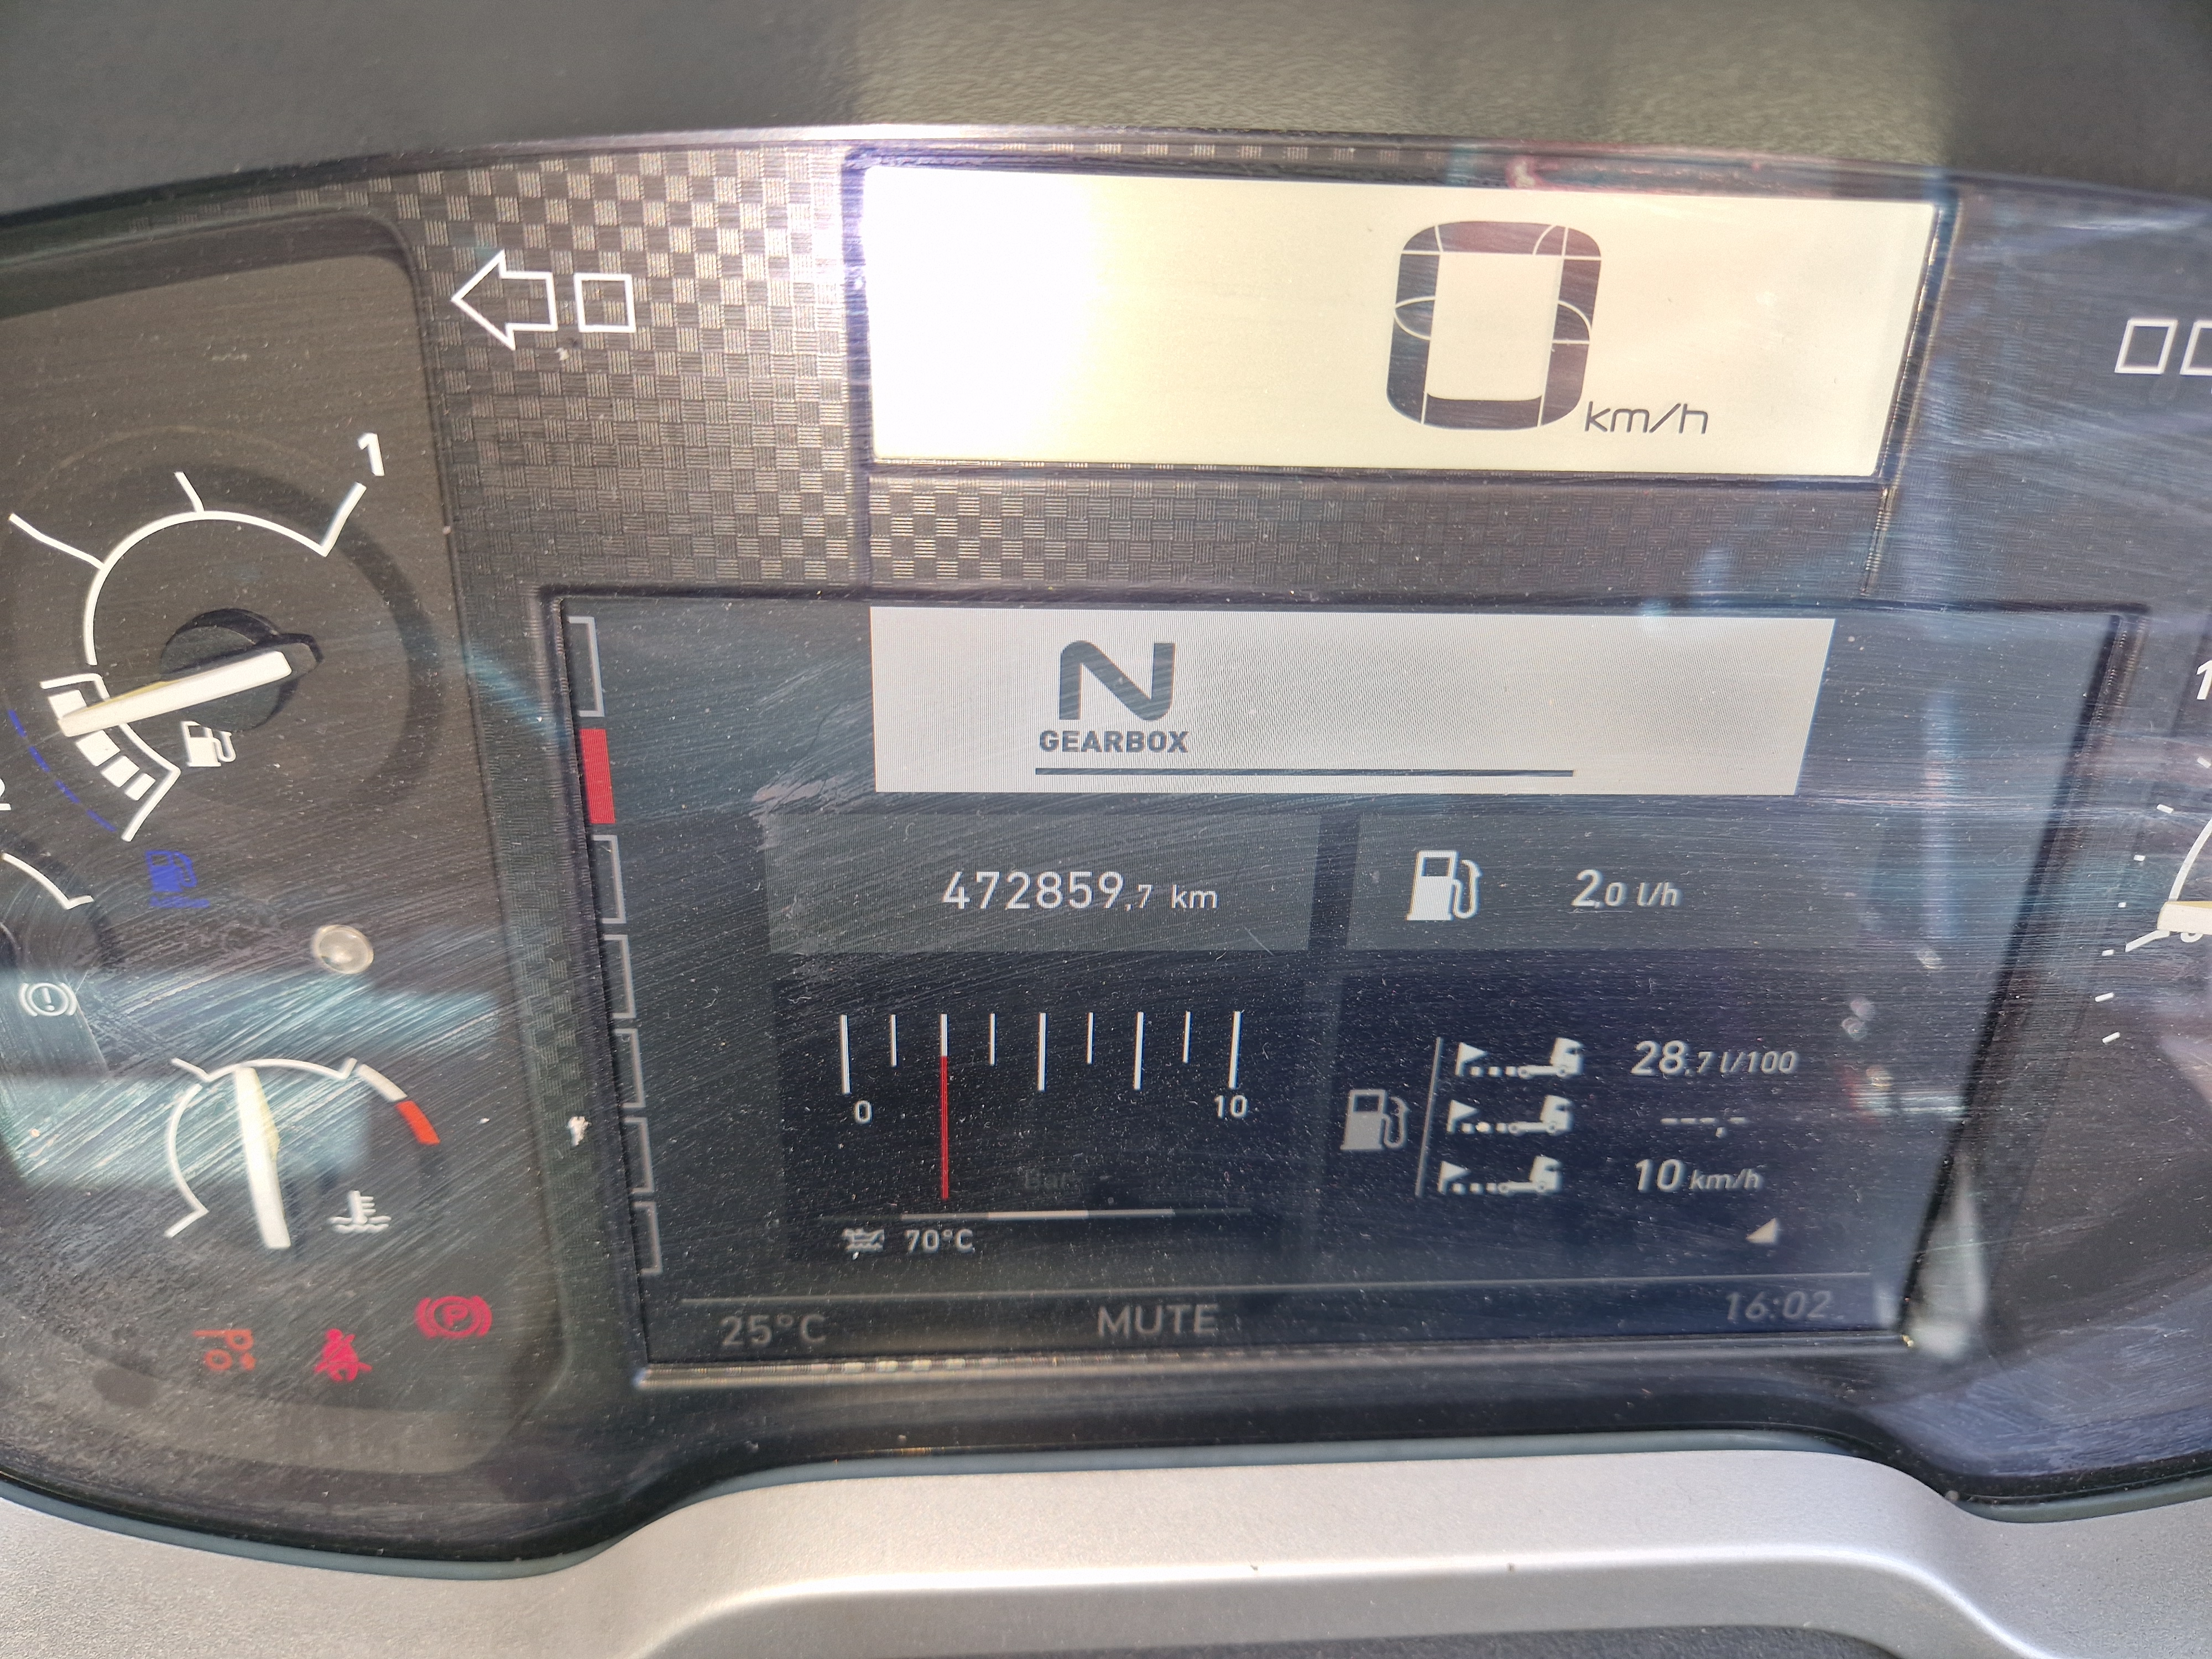 0 km/h
1
N
GEARBOX
472859,7 km
2,0 l/h
0
10
28,7 l/100
---,-
10 km/h
70°C
P
25°C
MUTE
16:02